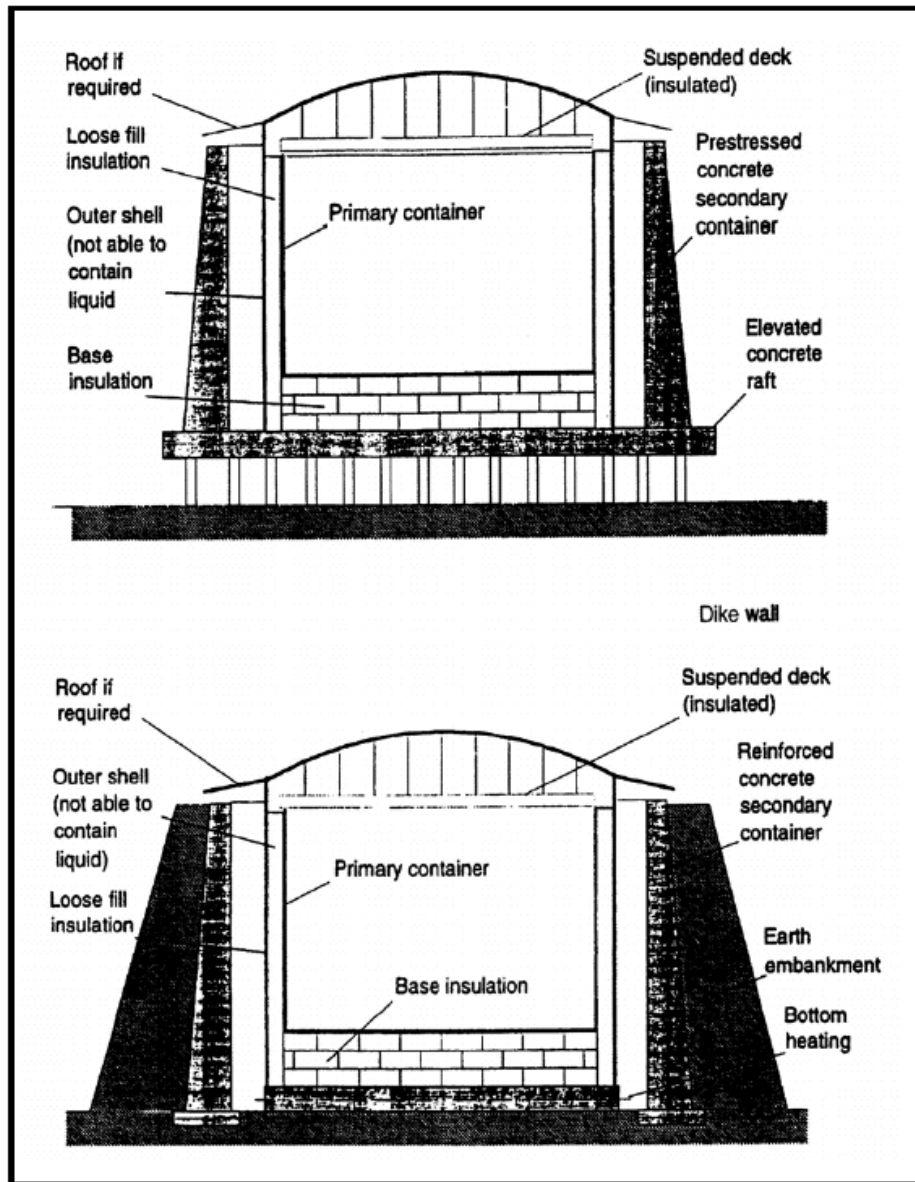 Roof if
required
Suspended deck
(insulated)
Loose fill
insulation
Prestressed
concrete
secondary
container
Outer shell
(not able to
contain
liquid
Primary container
Base
insulation
Elevated
concrete
raft
Dike wall
Roof if
required
Suspended deck
(insulated)
Outer shell
(not able to
contain
liquid)
Reinforced
concrete
secondary
container
Primary container
Loose fill
insulation
Earth
embankment
Base insulation
Bottom
heating